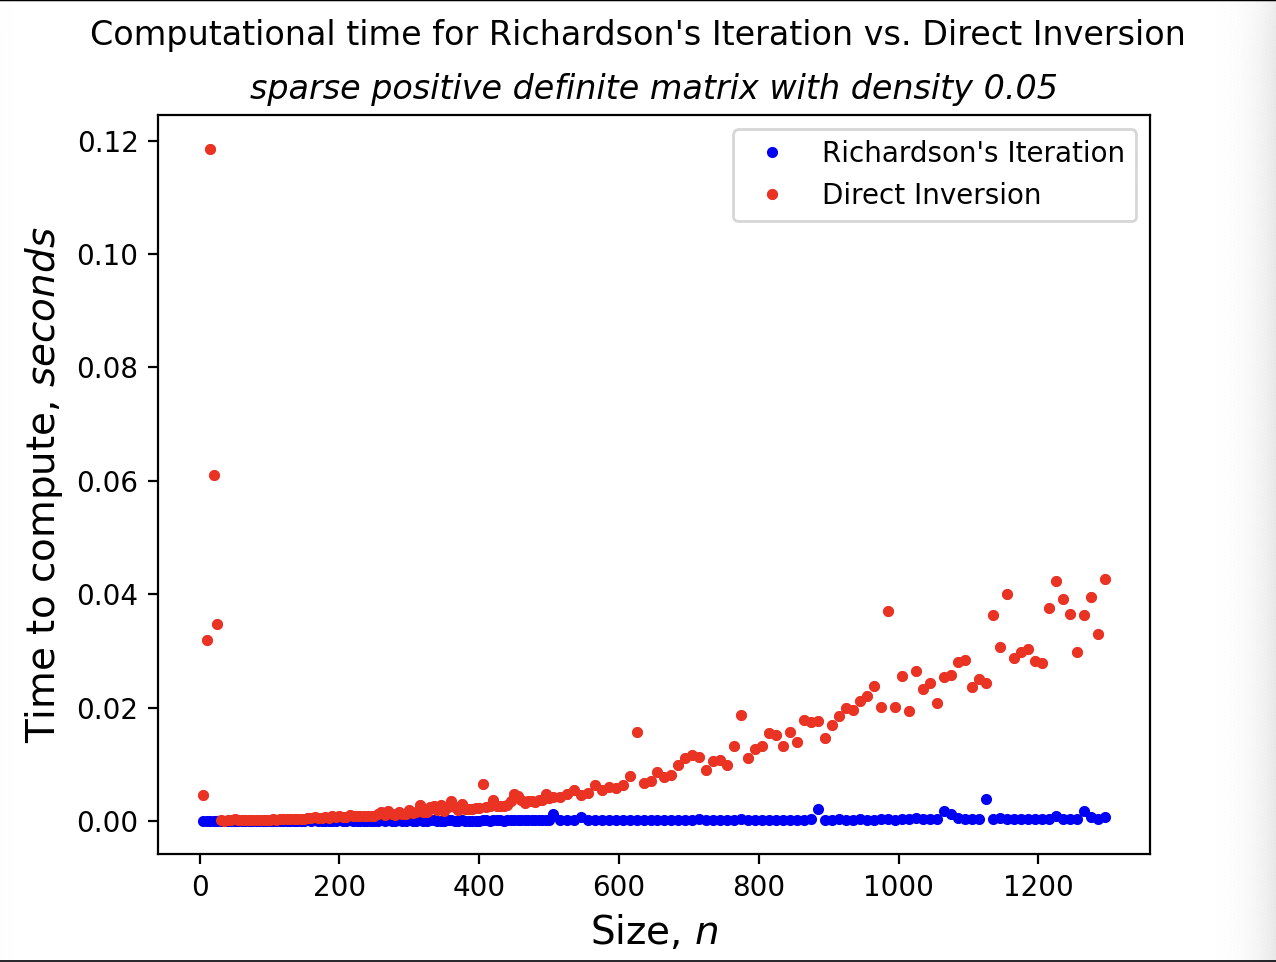 Computational time for Richardson's Iteration vs. Direct Inversion
sparse positive definite matrix with density 0.05
Richardson's Iteration
Direct Inversion
Time to compute, seconds
0.12
0.10
0.08
0.06
0.04
0.02
0.00
0 200 400 600 800 1000 1200
Size, n